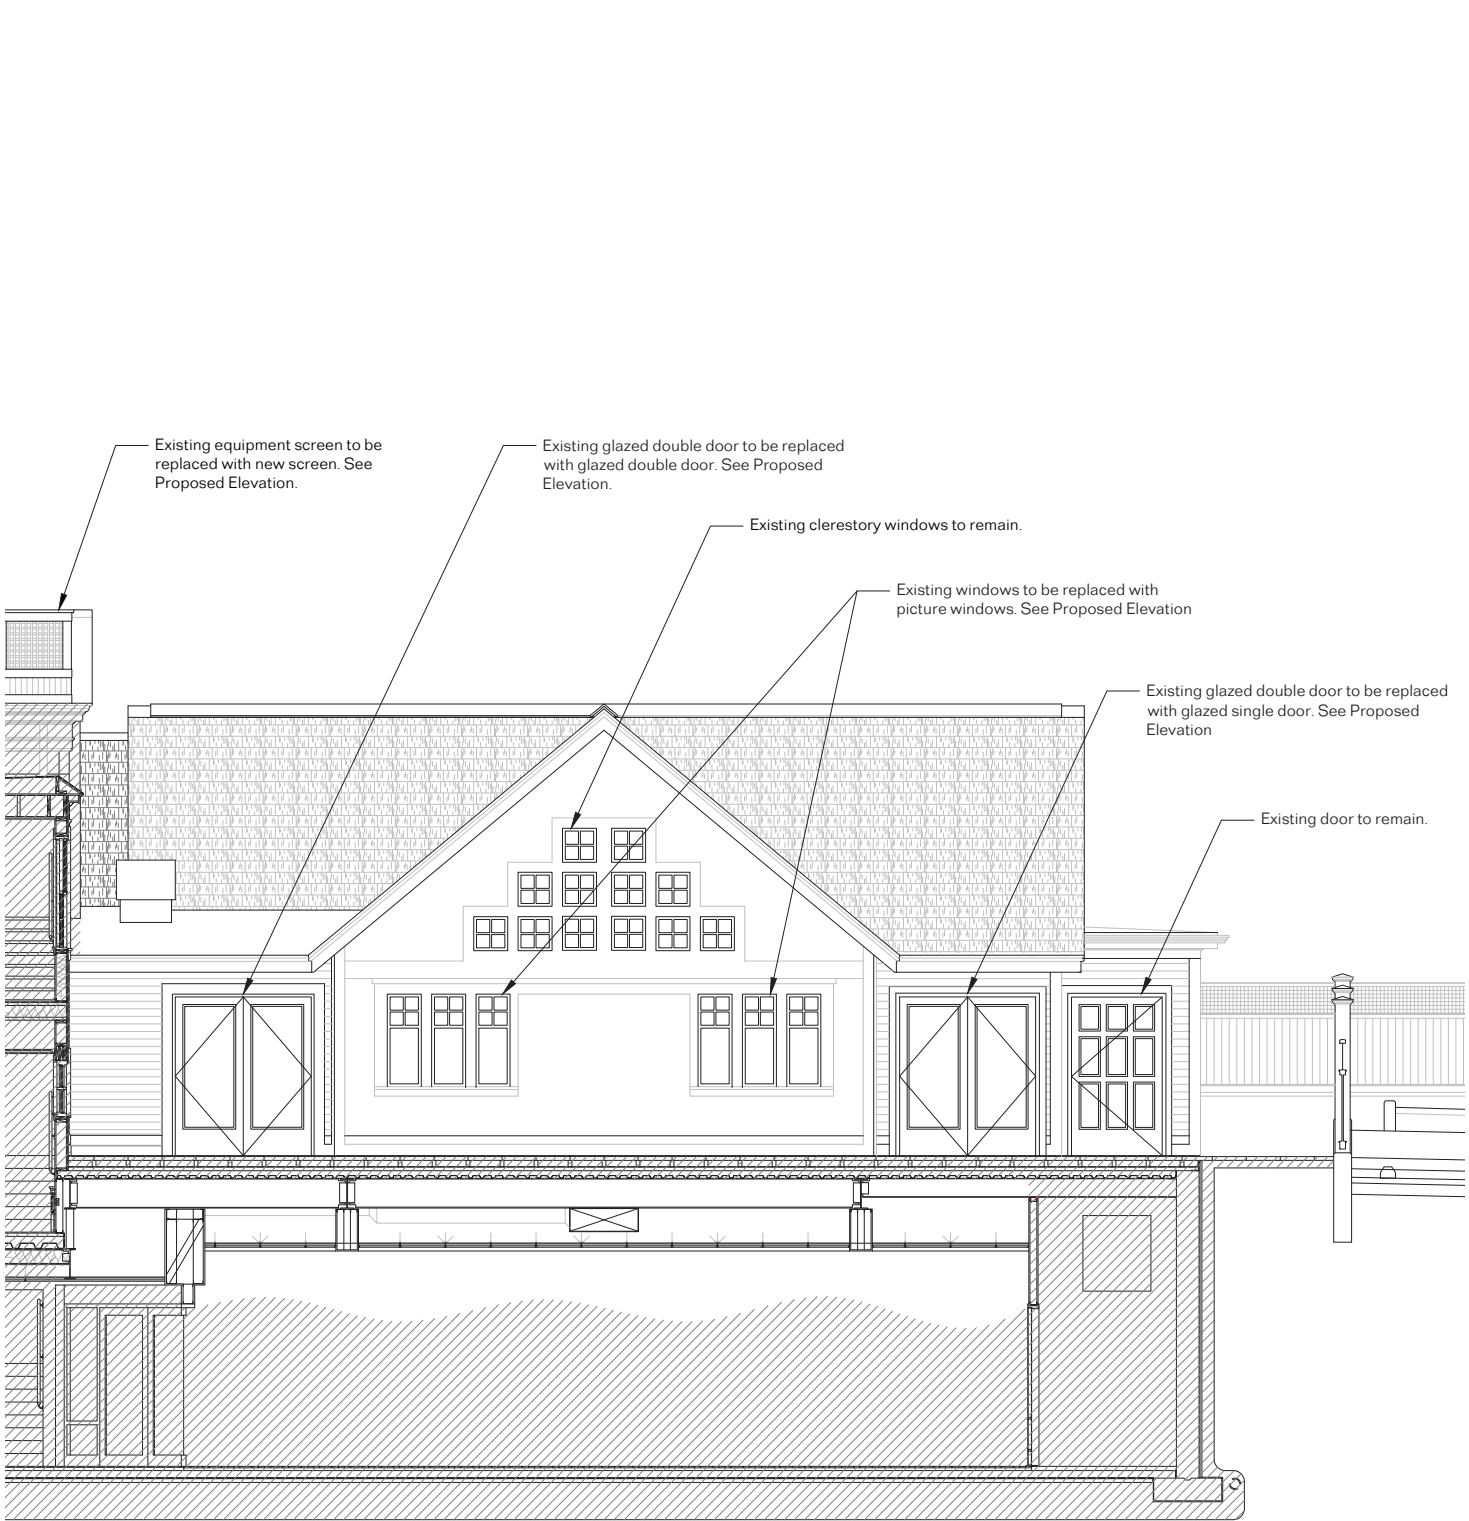 Existing equipment screen to be
replaced with new screen. See
Proposed Elevation.
Existing glazed double door to be replaced
with glazed double door. See Proposed
Elevation.
Existing clerestory windows to remain.
Existing windows to be replaced with
picture windows. See Proposed Elevation
Existing glazed double door to be replaced
with glazed single door. See Proposed
Elevation
Existing door to remain.